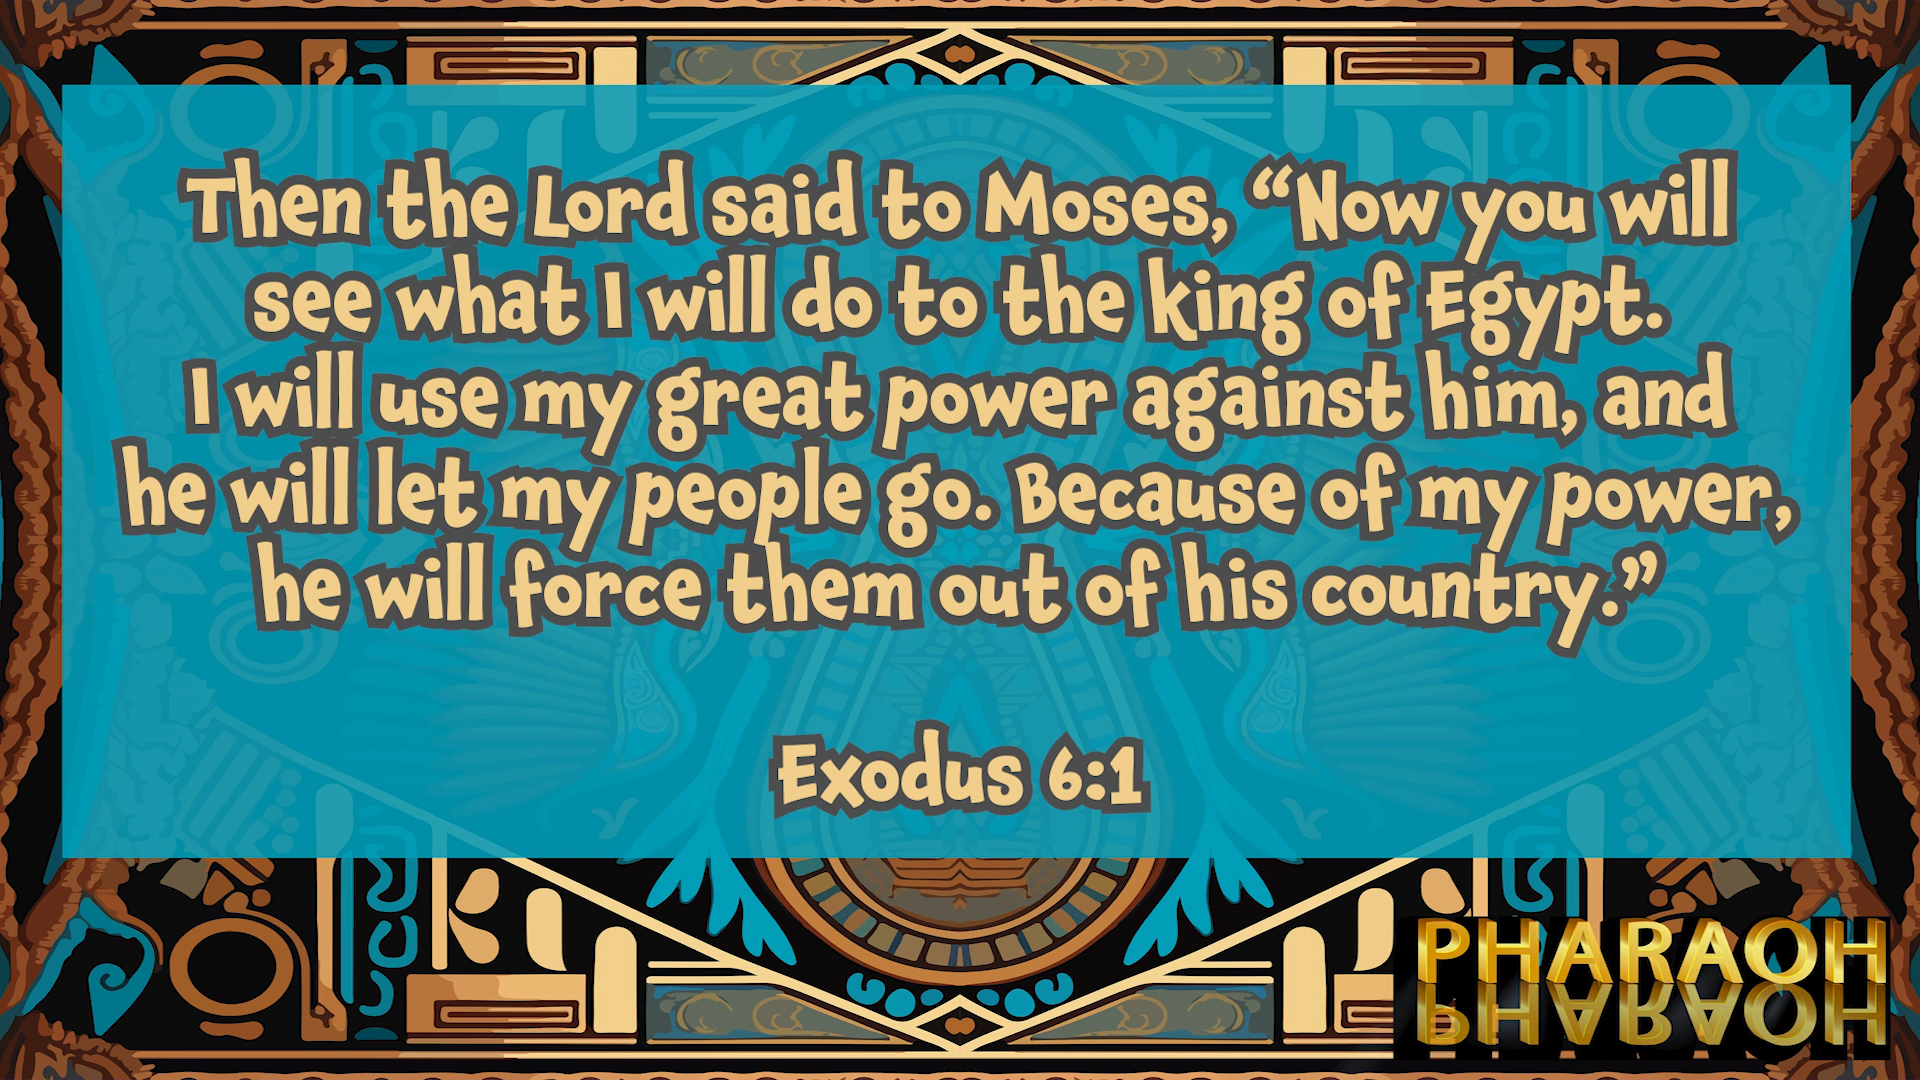 Then the Lord said to Moses, “Now you will
see what I will do to the king of Egypt.
I will use my great power against him, and
he will let my people go. Because of my power,
he will force them out of his country.”
Exodus 6:1
PHARAOH